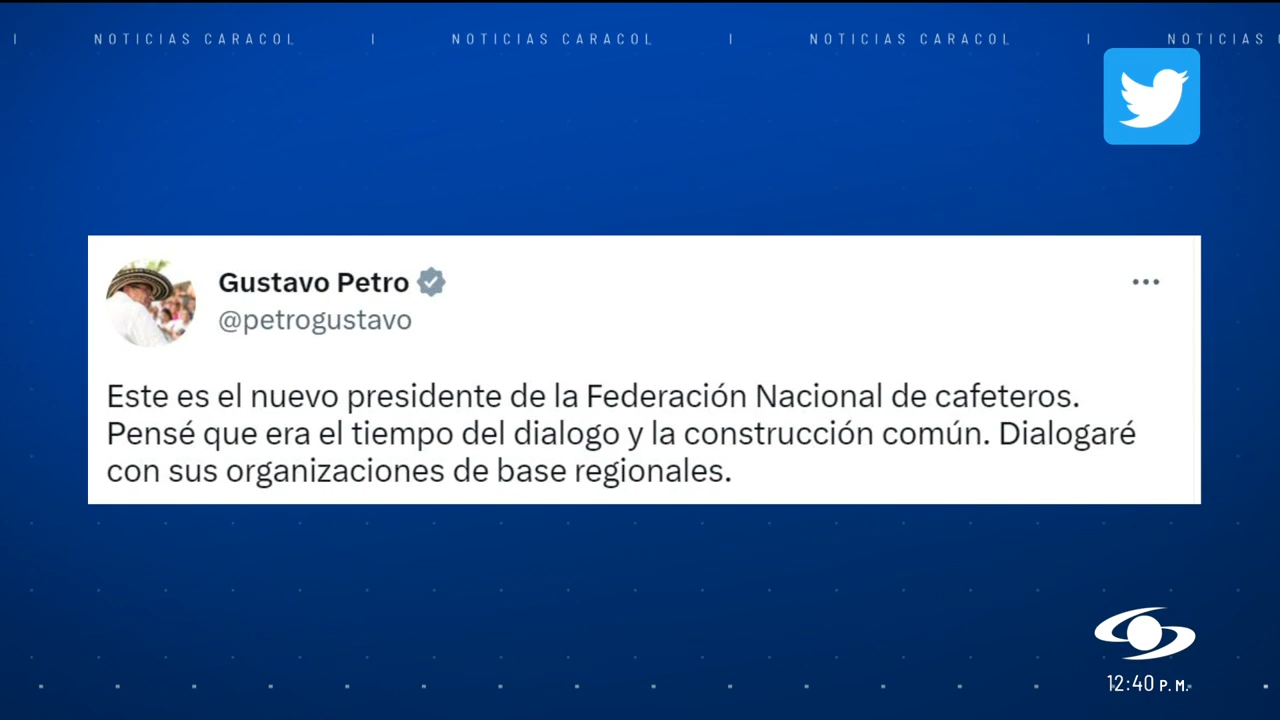 NOTICIAS CARACOL | NOTICIAS CARACOL | NOTICIAS CARACOL | NOTICIAS
Gustavo Petro
@petrogustavo
Este es el nuevo presidente de la Federación Nacional de cafeteros.
Pensé que era el tiempo del dialogo y la construcción común. Dialogaré
con sus organizaciones de base regionales.
12:40 P.M.